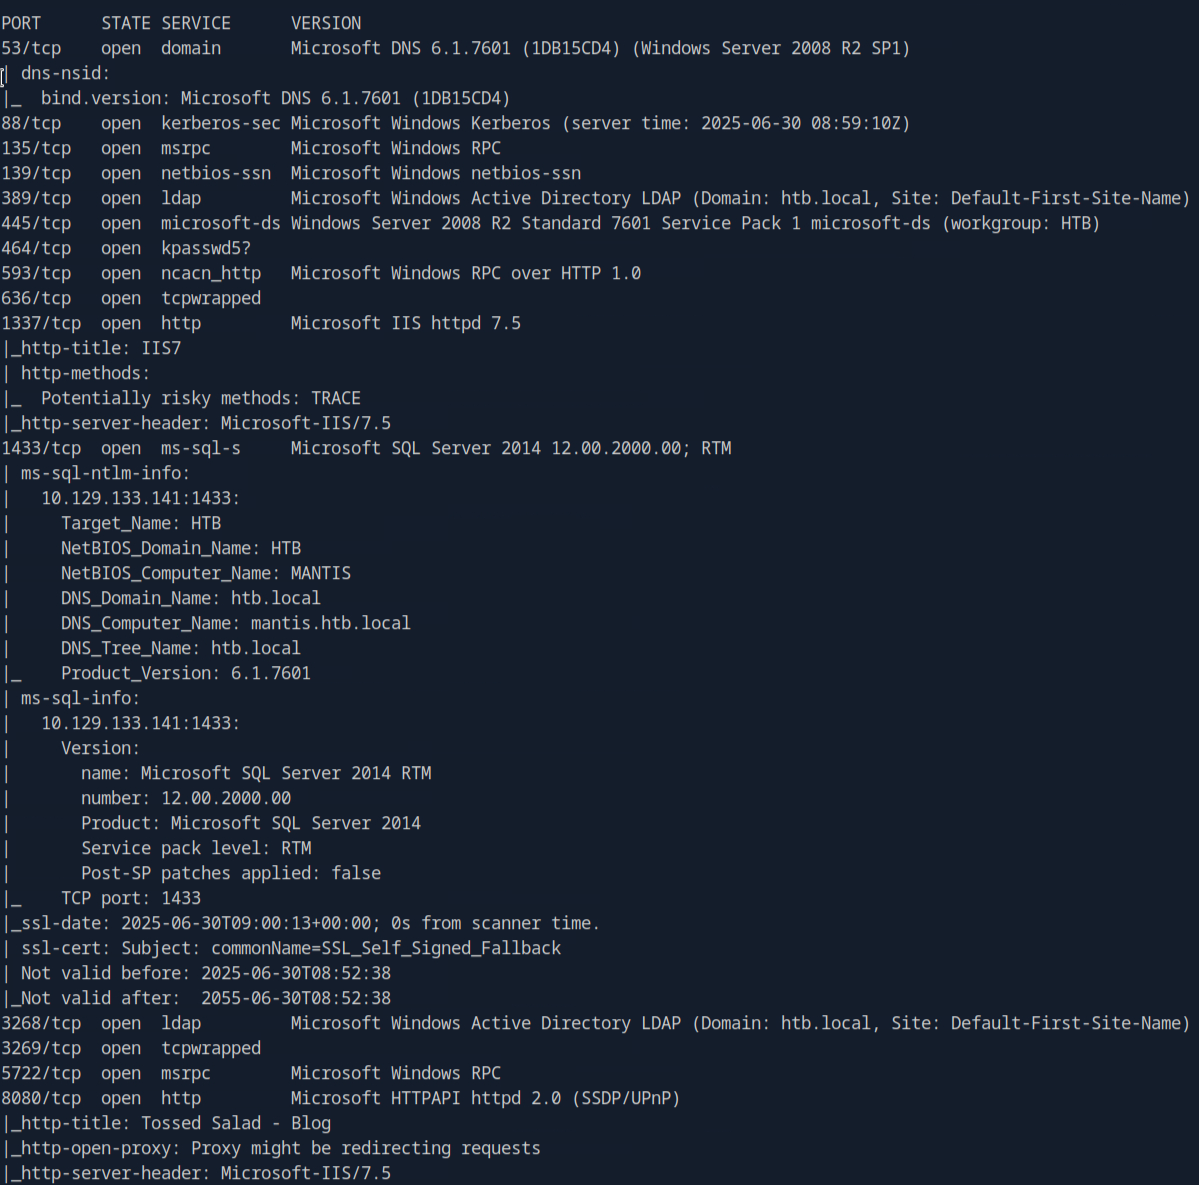 PORT      STATE SERVICE      VERSION
53/tcp    open  domain       Microsoft DNS 6.1.7601 (1DB15CD4) (Windows Server 2008 R2 SP1)
| dns-nsid:
|_  bind.version: Microsoft DNS 6.1.7601 (1DB15CD4)
88/tcp    open  kerberos-sec Microsoft Windows Kerberos (server time: 2025-06-30 08:59:10Z)
135/tcp   open  msrpc        Microsoft Windows RPC
139/tcp   open  netbios-ssn  Microsoft Windows netbios-ssn
389/tcp   open  ldap         Microsoft Windows Active Directory LDAP (Domain: htb.local, Site: Default-First-Site-Name)
445/tcp   open  microsoft-ds Windows Server 2008 R2 Standard 7601 Service Pack 1 microsoft-ds (workgroup: HTB)
464/tcp   open  kpasswd5?
593/tcp   open  ncacn_http   Microsoft Windows RPC over HTTP 1.0
636/tcp   open  tcpwrapped
1337/tcp  open  http         Microsoft IIS httpd 7.5
|_http-title: IIS7
| http-methods:
|_  Potentially risky methods: TRACE
|_http-server-header: Microsoft-IIS/7.5
1433/tcp  open  ms-sql-s     Microsoft SQL Server 2014 12.00.2000.00; RTM
| ms-sql-ntlm-info:
|   10.129.133.141:1433:
|     Target_Name: HTB
|     NetBIOS_Domain_Name: HTB
|     NetBIOS_Computer_Name: MANTIS
|     DNS_Domain_Name: htb.local
|     DNS_Computer_Name: mantis.htb.local
|     DNS_Tree_Name: htb.local
|_    Product_Version: 6.1.7601
| ms-sql-info:
|   10.129.133.141:1433:
|     Version:
|       name: Microsoft SQL Server 2014 RTM
|       number: 12.00.2000.00
|       Product: Microsoft SQL Server 2014
|       Service pack level: RTM
|       Post-SP patches applied: false
|_    TCP port: 1433
|_ssl-date: 2025-06-30T09:00:13+00:00; 0s from scanner time.
| ssl-cert: Subject: commonName=SSL_Self_Signed_Fallback
| Not valid before: 2025-06-30T08:52:38
|_Not valid after:  2055-06-30T08:52:38
3268/tcp  open  ldap         Microsoft Windows Active Directory LDAP (Domain: htb.local, Site: Default-First-Site-Name)
3269/tcp  open  tcpwrapped
5722/tcp  open  msrpc        Microsoft Windows RPC
8080/tcp  open  http         Microsoft HTTPAPI httpd 2.0 (SSDP/UPnP)
|_http-title: Tossed Salad - Blog
|_http-open-proxy: Proxy might be redirecting requests
|_http-server-header: Microsoft-IIS/7.5